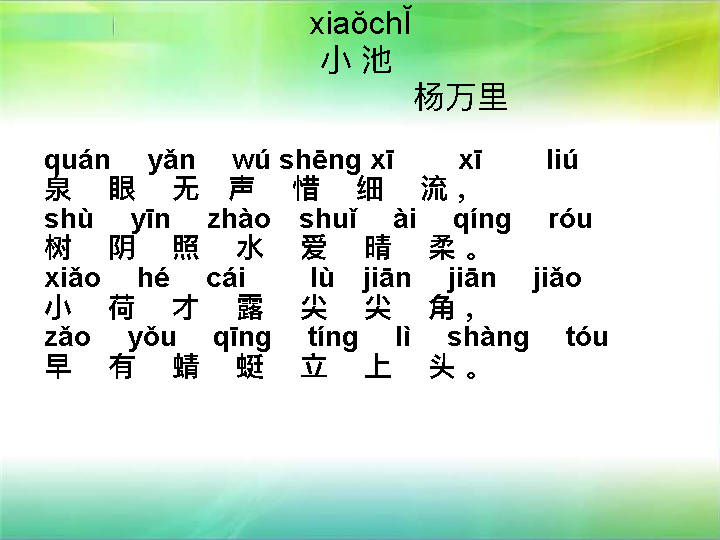 xiaŏchǏ
小 池
杨万里
quán yǎn wú shēng xī xī liú
泉 眼 无 声 惜 细 流，
shù yīn zhào shuǐ ài qíng róu
树 阴 照 水 爱 晴 柔 。
xiǎo hé cái lù jiān jiān jiǎo
小 荷 才 露 尖 尖 角，
zǎo yǒu qīng tíng lì shàng tóu
早 有 蜻 蜓 立 上 头 。